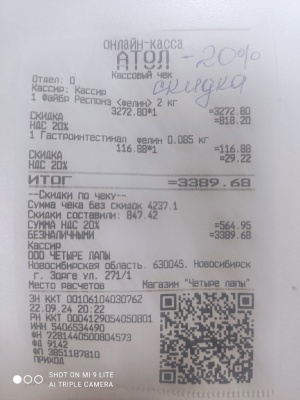 ОНЛАЙН-КАССА
АТОЛ -20%
скидка
Кассовый чек
Отдел: 0
Кассир: Кассир
1 Файбр Респонз <фелин> 2 кг
3272.80*1 =3272.80
СКИДКА =818.20
НДС 20%
1 Гастроинтестинал фелин 0.085 кг
116.88*1 =116.88
СКИДКА =29.22
НДС 20%
ИТОГ =3389.68
--Скидки по чеку--
Сумма чека без скидок 4237.1
Скидки составили: 847.42
СУММА НДС 20% =564.95
БЕЗНАЛИЧНЫМИ =3389.68
Кассир
ООО ЧЕТЫРЕ ЛАПЫ
Новосибирская область. 630045. Новосибирск
г. Зорге ул. 271/1
Место расчетов Магазин "Четыре лапы"
ЗН ККТ 00106104030762
22.09.24 20:22
РН ККТ 0004129054050801
ИНН 5406534490
ФН 7281440500804573
ФД 9142
ФП 3851187810
ПРИХОД
SHOT ON MI 9 LITE
AI TRIPLE CAMERA